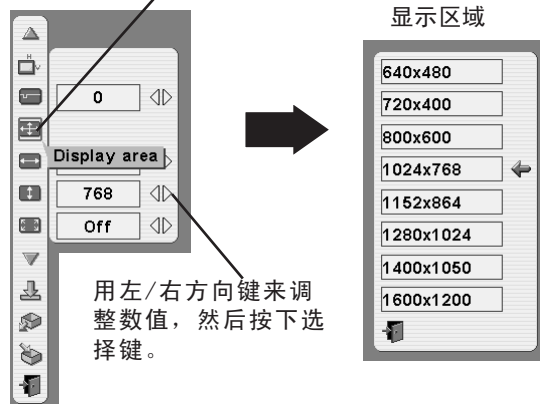 显示区域
0
Display area
768
Off
用左/右方向键来调
整数值，然后按下选
择键。
640x480
720x400
800x600
1024x768
1152x864
1280x1024
1400x1050
1600x1200